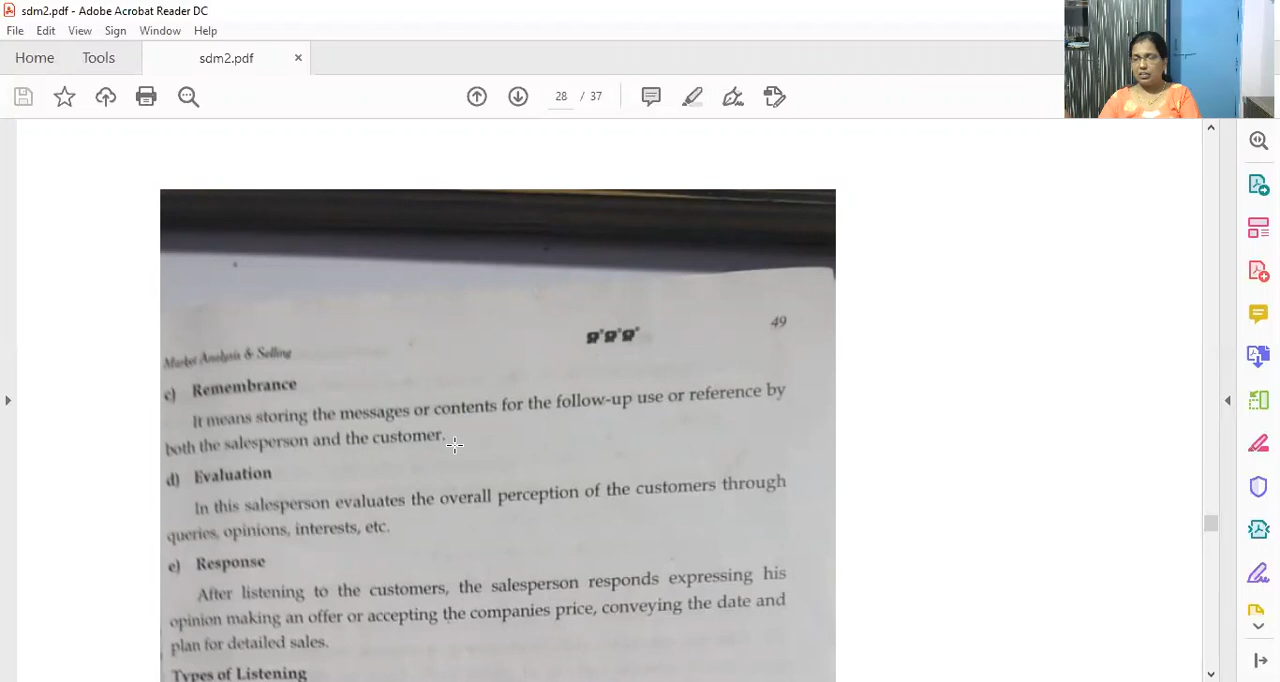 sdm2.pdf - Adobe Acrobat Reader DC
File Edit View Sign Window Help
Home Tools sdm2.pdf ×
28 / 37
49
Market Analysis & Selling
c) Remembrance
It means storing the messages or contents for the follow-up use or reference by
both the salesperson and the customer.
d) Evaluation
In this salesperson evaluates the overall perception of the customers through
queries, opinions, interests, etc.
e) Response
After listening to the customers, the salesperson responds expressing his
opinion making an offer or accepting the companies price, conveying the date and
plan for detailed sales.
Types of Listening